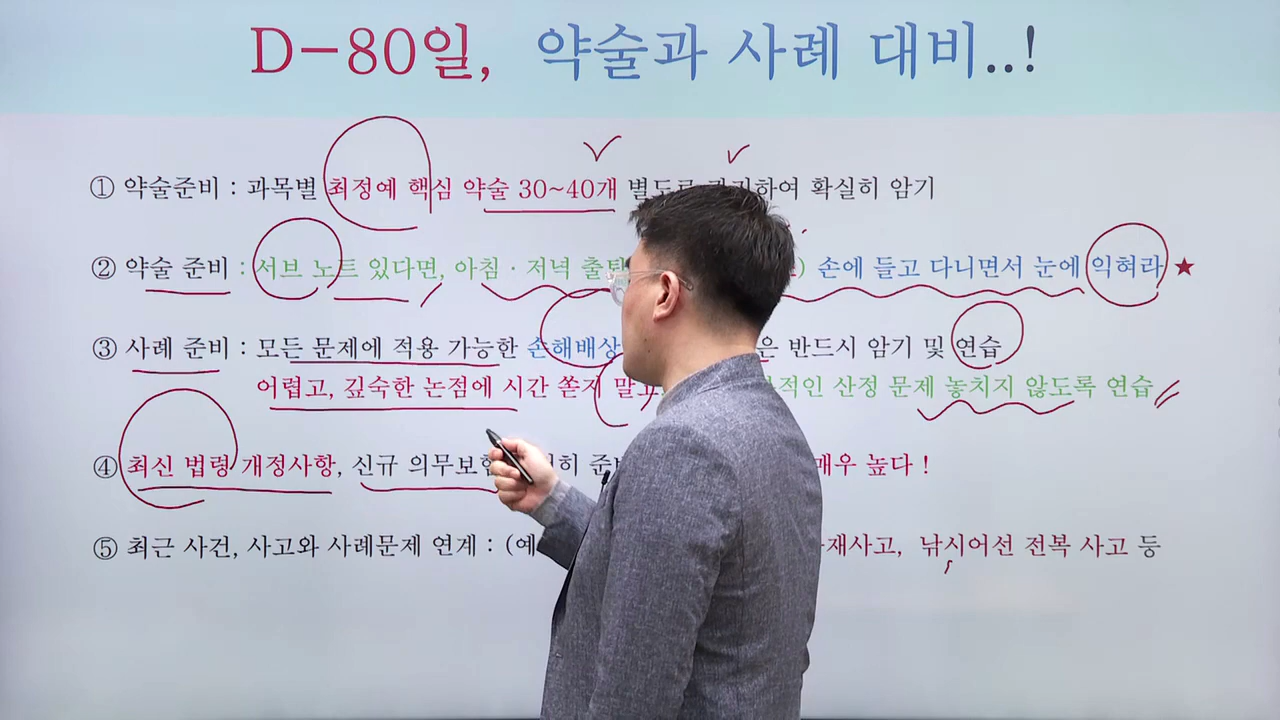 D-80일, 약술과 사례 대비..!
① 약술준비 : 과목별 최정예 핵심 약술 30~40개 별도로 하여 확실히 암기
② 약술 준비 : 서브 노트 있다면, 아침 · 저녁 ) 손에 들고 다니면서 눈에 익혀라 ★
③ 사례 준비 : 모든 문제에 적용 가능한 손해배상 은 반드시 암기 및 연습
어렵고, 깊숙한 논점에 시간 쏟지 말고 적인 산정 문제 놓치지 않도록 연습
④ 최신 법령 개정사항, 신규 의무보험 매우 높다 !
⑤ 최근 사건, 사고와 사례문제 연계 : (예 재사고, 낚시어선 전복 사고 등